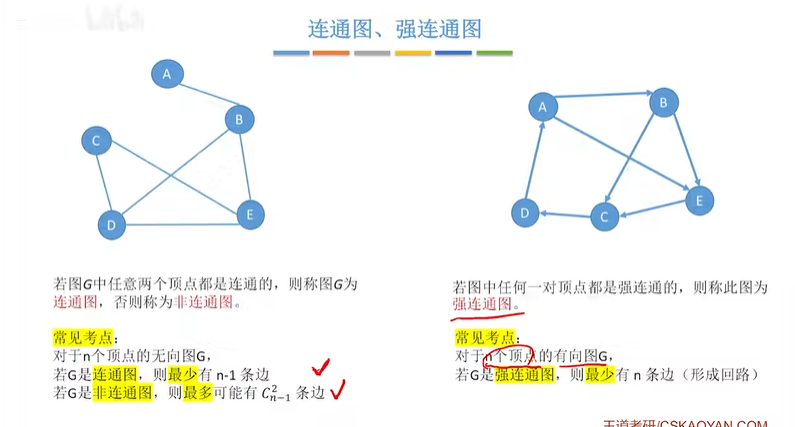 连通图、强连通图
A
B
C
D
E
A
B
D
C
E
若图G中任意两个顶点都是连通的，则称图G为
连通图，否则称为非连通图。
常见考点：
对于n个顶点的无向图G，
若G是连通图，则最少有 n-1 条边
若G是非连通图，则最多可能有 C²ₙ₋₁ 条边
若图中任何一对顶点都是强连通的，则称此图为
强连通图。
常见考点：
对于n个顶点的有向图G，
若G是强连通图，则最少有 n 条边（形成回路）
王道考研/CSKAOYAN.COM